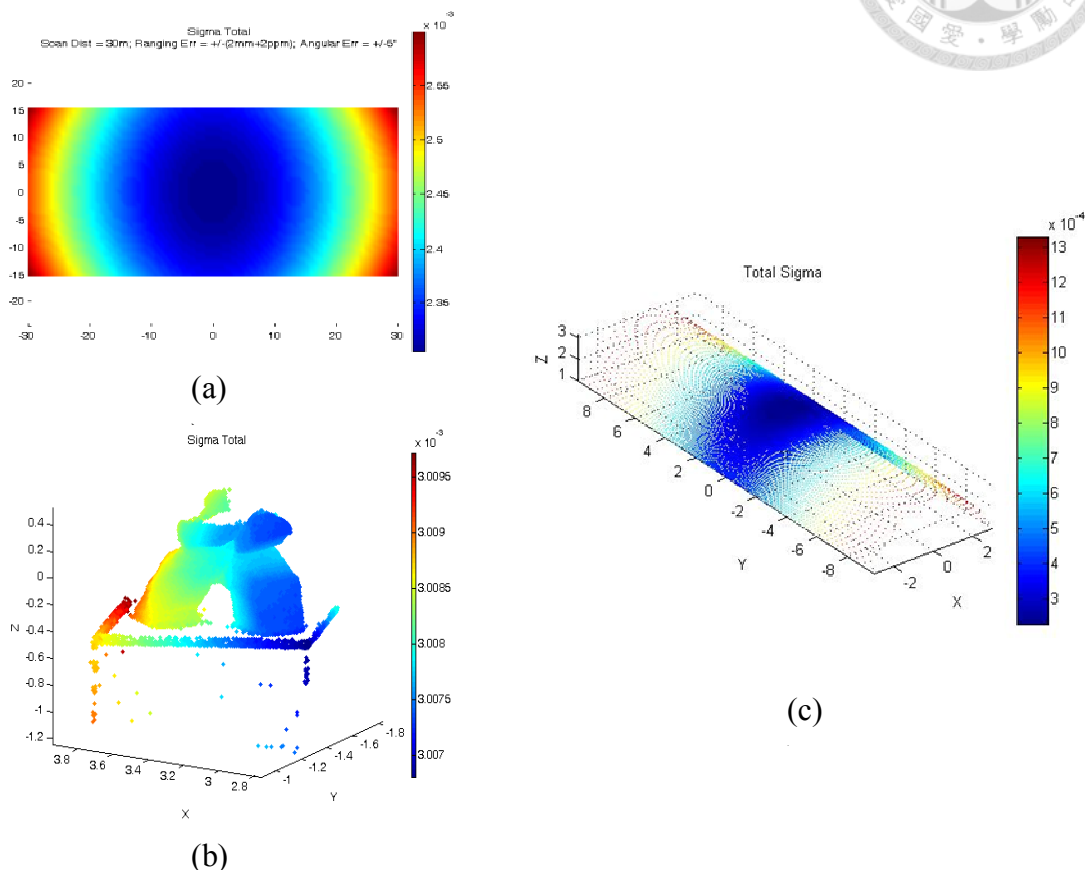 國 愛 · 學 勵
Sigma Total
Scan Dist = 30m; Ranging Err = +/-(2mm+2ppm); Angular Err = +/-5"
x 10⁻³
20
15
10
5
0
-5
-10
-15
-20
-30 -20 -10 0 10 20 30
2.55
2.5
2.45
2.4
2.35
(a)
Sigma Total
x 10⁻³
0.4
0.2
0
-0.2
-0.4
-0.6
-0.8
-1
-1.2
Z
3.8 3.6 3.4 3.2 3 2.8
X
-1 -1.2 -1.4 -1.6 -1.8
Y
3.0095
3.009
3.0085
3.008
3.0075
3.007
(b)
Total Sigma
x 10⁻⁴
3
2
1
Z
8 6 4 2 0 -2 -4 -6 -8
Y
-2 0 2
X
13
12
11
10
9
8
7
6
5
4
3
(c)